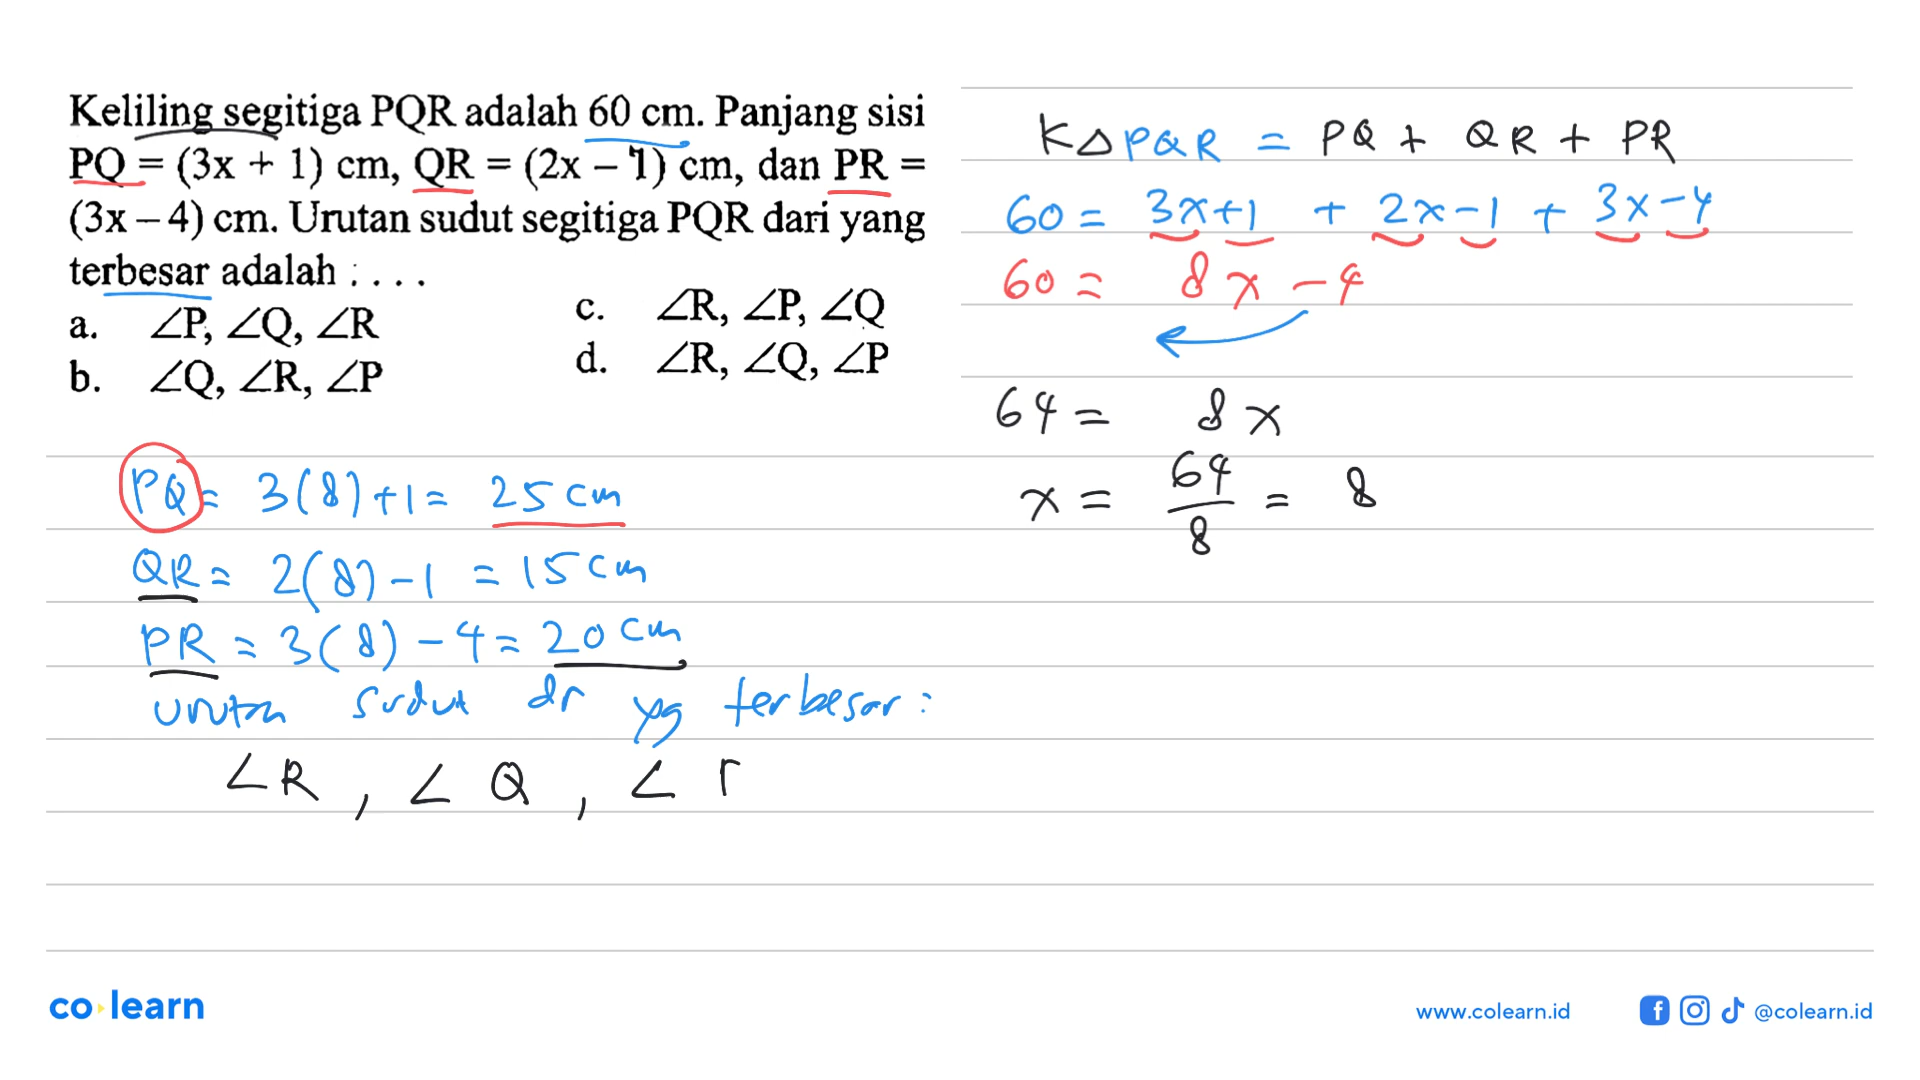 Keliling segitiga PQR adalah 60 cm. Panjang sisi
PQ = (3x + 1) cm, QR = (2x – 1) cm, dan PR =
(3x – 4) cm. Urutan sudut segitiga PQR dari yang
terbesar adalah : . . . .
a. ∠P, ∠Q, ∠R
b. ∠Q, ∠R, ∠P
c. ∠R, ∠P, ∠Q
d. ∠R, ∠Q, ∠P
K△PQR = PQ + QR + PR
60 = 3x+1 + 2x-1 + 3x-4
60 = 8x - 4
64 = 8x
x = 64/8 = 8
PQ = 3(8)+1 = 25 cm
QR = 2(8)-1 = 15 cm
PR = 3(8)-4 = 20 cm
urutan sudut dr yg terbesar :
∠R, ∠Q, ∠
co learn
www.colearn.id
@colearn.id